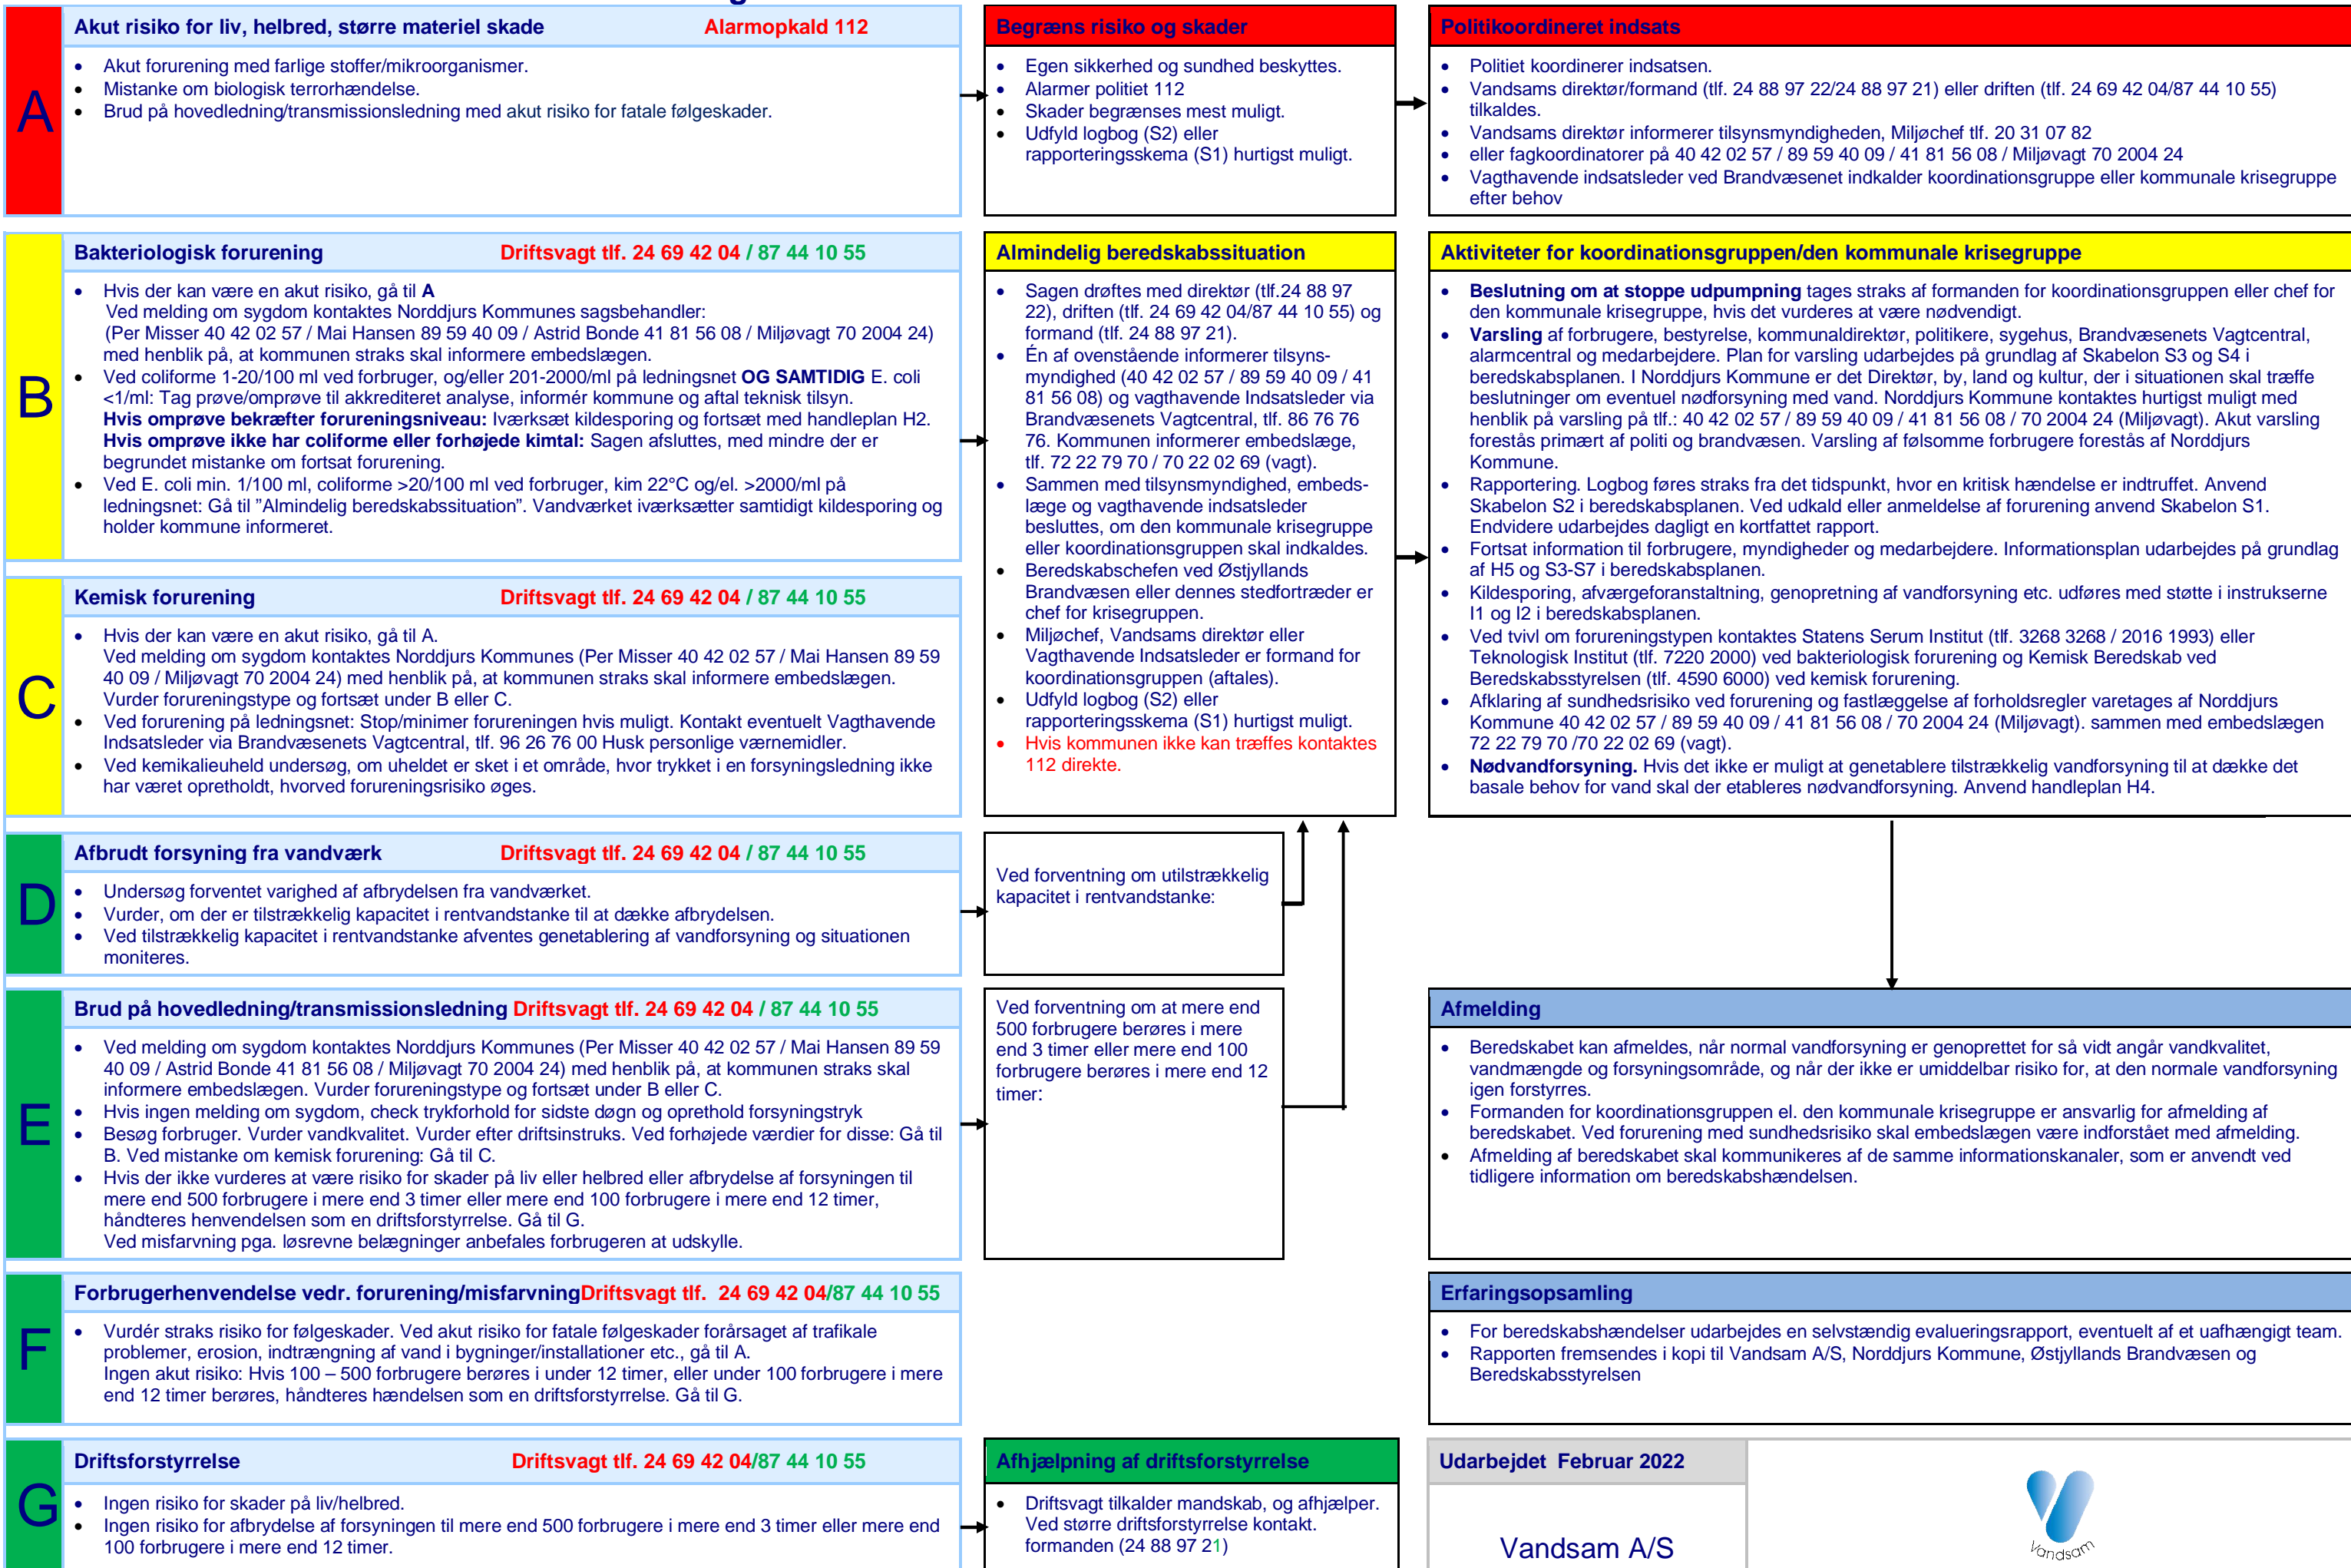 A
Akut risiko for liv, helbred, større materiel skade Alarmopkald 112
• Akut forurening med farlige stoffer/mikroorganismer.
• Mistanke om biologisk terrorhændelse.
• Brud på hovedledning/transmissionsledning med akut risiko for fatale følgeskader.
Begræns risiko og skader
• Egen sikkerhed og sundhed beskyttes.
• Alarmer politiet 112
• Skader begrænses mest muligt.
• Udfyld logbog (S2) eller
rapporteringsskema (S1) hurtigst muligt.
Politikoordineret indsats
• Politiet koordinerer indsatsen.
• Vandsams direktør/formand (tlf. 24 88 97 22/24 88 97 21) eller driften (tlf. 24 69 42 04/87 44 10 55)
tilkaldes.
• Vandsams direktør informerer tilsynsmyndigheden, Miljøchef tlf. 20 31 07 82
• eller fagkoordinatorer på 40 42 02 57 / 89 59 40 09 / 41 81 56 08 / Miljøvagt 70 2004 24
• Vagthavende indsatsleder ved Brandvæsenet indkalder koordinationsgruppe eller kommunale krisegruppe
efter behov
B
Bakteriologisk forurening Driftsvagt tlf. 24 69 42 04 / 87 44 10 55
• Hvis der kan være en akut risiko, gå til A
Ved melding om sygdom kontaktes Norddjurs Kommunes sagsbehandler:
(Per Misser 40 42 02 57 / Mai Hansen 89 59 40 09 / Astrid Bonde 41 81 56 08 / Miljøvagt 70 2004 24)
med henblik på, at kommunen straks skal informere embedslægen.
• Ved coliforme 1-20/100 ml ved forbruger, og/eller 201-2000/ml på ledningsnet OG SAMTIDIG E. coli
<1/ml: Tag prøve/omprøve til akkrediteret analyse, informér kommune og aftal teknisk tilsyn.
Hvis omprøve bekræfter forureningsniveau: Iværksæt kildesporing og fortsæt med handleplan H2.
Hvis omprøve ikke har coliforme eller forhøjede kimtal: Sagen afsluttes, med mindre der er
begrundet mistanke om fortsat forurening.
• Ved E. coli min. 1/100 ml, coliforme >20/100 ml ved forbruger, kim 22°C og/el. >2000/ml på
ledningsnet: Gå til ”Almindelig beredskabssituation”. Vandværket iværksætter samtidigt kildesporing og
holder kommune informeret.
C
Kemisk forurening Driftsvagt tlf. 24 69 42 04 / 87 44 10 55
• Hvis der kan være en akut risiko, gå til A.
Ved melding om sygdom kontaktes Norddjurs Kommunes (Per Misser 40 42 02 57 / Mai Hansen 89 59
40 09 / Miljøvagt 70 2004 24) med henblik på, at kommunen straks skal informere embedslægen.
Vurder forureningstype og fortsæt under B eller C.
• Ved forurening på ledningsnet: Stop/minimer forureningen hvis muligt. Kontakt eventuelt Vagthavende
Indsatsleder via Brandvæsenets Vagtcentral, tlf. 96 26 76 00 Husk personlige værnemidler.
• Ved kemikalieuheld undersøg, om uheldet er sket i et område, hvor trykket i en forsyningsledning ikke
har været opretholdt, hvorved forureningsrisiko øges.
Almindelig beredskabssituation
• Sagen drøftes med direktør (tlf.24 88 97
22), driften (tlf. 24 69 42 04/87 44 10 55) og
formand (tlf. 24 88 97 21).
• Én af ovenstående informerer tilsyns-
myndighed (40 42 02 57 / 89 59 40 09 / 41
81 56 08) og vagthavende Indsatsleder via
Brandvæsenets Vagtcentral, tlf. 86 76 76
76. Kommunen informerer embedslæge,
tlf. 72 22 79 70 / 70 22 02 69 (vagt).
• Sammen med tilsynsmyndighed, embeds-
læge og vagthavende indsatsleder
besluttes, om den kommunale krisegruppe
eller koordinationsgruppen skal indkaldes.
• Beredskabschefen ved Østjyllands
Brandvæsen eller dennes stedfortræder er
chef for krisegruppen.
• Miljøchef, Vandsams direktør eller
Vagthavende Indsatsleder er formand for
koordinationsgruppen (aftales).
• Udfyld logbog (S2) eller
rapporteringsskema (S1) hurtigst muligt.
• Hvis kommunen ikke kan træffes kontaktes
112 direkte.
Aktiviteter for koordinationsgruppen/den kommunale krisegruppe
• Beslutning om at stoppe udpumpning tages straks af formanden for koordinationsgruppen eller chef for
den kommunale krisegruppe, hvis det vurderes at være nødvendigt.
• Varsling af forbrugere, bestyrelse, kommunaldirektør, politikere, sygehus, Brandvæsenets Vagtcentral,
alarmcentral og medarbejdere. Plan for varsling udarbejdes på grundlag af Skabelon S3 og S4 i
beredskabsplanen. I Norddjurs Kommune er det Direktør, by, land og kultur, der i situationen skal træffe
beslutninger om eventuel nødforsyning med vand. Norddjurs Kommune kontaktes hurtigst muligt med
henblik på varsling på tlf.: 40 42 02 57 / 89 59 40 09 / 41 81 56 08 / 70 2004 24 (Miljøvagt). Akut varsling
forestås primært af politi og brandvæsen. Varsling af følsomme forbrugere forestås af Norddjurs
Kommune.
• Rapportering. Logbog føres straks fra det tidspunkt, hvor en kritisk hændelse er indtruffet. Anvend
Skabelon S2 i beredskabsplanen. Ved udkald eller anmeldelse af forurening anvend Skabelon S1.
Endvidere udarbejdes dagligt en kortfattet rapport.
• Fortsat information til forbrugere, myndigheder og medarbejdere. Informationsplan udarbejdes på grundlag
af H5 og S3-S7 i beredskabsplanen.
• Kildesporing, afværgeforanstaltning, genopretning af vandforsyning etc. udføres med støtte i instrukserne
I1 og I2 i beredskabsplanen.
• Ved tvivl om forureningstypen kontaktes Statens Serum Institut (tlf. 3268 3268 / 2016 1993) eller
Teknologisk Institut (tlf. 7220 2000) ved bakteriologisk forurening og Kemisk Beredskab ved
Beredskabsstyrelsen (tlf. 4590 6000) ved kemisk forurening.
• Afklaring af sundhedsrisiko ved forurening og fastlæggelse af forholdsregler varetages af Norddjurs
Kommune 40 42 02 57 / 89 59 40 09 / 41 81 56 08 / 70 2004 24 (Miljøvagt). sammen med embedslægen
72 22 79 70 /70 22 02 69 (vagt).
• Nødvandforsyning. Hvis det ikke er muligt at genetablere tilstrækkelig vandforsyning til at dække det
basale behov for vand skal der etableres nødvandforsyning. Anvend handleplan H4.
D
Afbrudt forsyning fra vandværk Driftsvagt tlf. 24 69 42 04 / 87 44 10 55
• Undersøg forventet varighed af afbrydelsen fra vandværket.
• Vurder, om der er tilstrækkelig kapacitet i rentvandstanke til at dække afbrydelsen.
• Ved tilstrækkelig kapacitet i rentvandstanke afventes genetablering af vandforsyning og situationen
moniteres.
Ved forventning om utilstrækkelig
kapacitet i rentvandstanke:
E
Brud på hovedledning/transmissionsledning Driftsvagt tlf. 24 69 42 04 / 87 44 10 55
• Ved melding om sygdom kontaktes Norddjurs Kommunes (Per Misser 40 42 02 57 / Mai Hansen 89 59
40 09 / Astrid Bonde 41 81 56 08 / Miljøvagt 70 2004 24) med henblik på, at kommunen straks skal
informere embedslægen. Vurder forureningstype og fortsæt under B eller C.
• Hvis ingen melding om sygdom, check trykforhold for sidste døgn og oprethold forsyningstryk
• Besøg forbruger. Vurder vandkvalitet. Vurder efter driftsinstruks. Ved forhøjede værdier for disse: Gå til
B. Ved mistanke om kemisk forurening: Gå til C.
• Hvis der ikke vurderes at være risiko for skader på liv eller helbred eller afbrydelse af forsyningen til
mere end 500 forbrugere i mere end 3 timer eller mere end 100 forbrugere i mere end 12 timer,
håndteres henvendelsen som en driftsforstyrrelse. Gå til G.
Ved misfarvning pga. løsrevne belægninger anbefales forbrugeren at udskylle.
Ved forventning om at mere end
500 forbrugere berøres i mere
end 3 timer eller mere end 100
forbrugere berøres i mere end 12
timer:
Afmelding
• Beredskabet kan afmeldes, når normal vandforsyning er genoprettet for så vidt angår vandkvalitet,
vandmængde og forsyningsområde, og når der ikke er umiddelbar risiko for, at den normale vandforsyning
igen forstyrres.
• Formanden for koordinationsgruppen el. den kommunale krisegruppe er ansvarlig for afmelding af
beredskabet. Ved forurening med sundhedsrisiko skal embedslægen være indforstået med afmelding.
• Afmelding af beredskabet skal kommunikeres af de samme informationskanaler, som er anvendt ved
tidligere information om beredskabshændelsen.
F
Forbrugerhenvendelse vedr. forurening/misfarvningDriftsvagt tlf. 24 69 42 04/87 44 10 55
• Vurdér straks risiko for følgeskader. Ved akut risiko for fatale følgeskader forårsaget af trafikale
problemer, erosion, indtrængning af vand i bygninger/installationer etc., gå til A.
Ingen akut risiko: Hvis 100 – 500 forbrugere berøres i under 12 timer, eller under 100 forbrugere i mere
end 12 timer berøres, håndteres hændelsen som en driftsforstyrrelse. Gå til G.
Erfaringsopsamling
• For beredskabshændelser udarbejdes en selvstændig evalueringsrapport, eventuelt af et uafhængigt team.
• Rapporten fremsendes i kopi til Vandsam A/S, Norddjurs Kommune, Østjyllands Brandvæsen og
Beredskabsstyrelsen
G
Driftsforstyrrelse Driftsvagt tlf. 24 69 42 04/87 44 10 55
• Ingen risiko for skader på liv/helbred.
• Ingen risiko for afbrydelse af forsyningen til mere end 500 forbrugere i mere end 3 timer eller mere end
100 forbrugere i mere end 12 timer.
Afhjælpning af driftsforstyrrelse
• Driftsvagt tilkalder mandskab, og afhjælper.
Ved større driftsforstyrrelse kontakt.
formanden (24 88 97 21)
Udarbejdet Februar 2022
Vandsam A/S
Vandsam